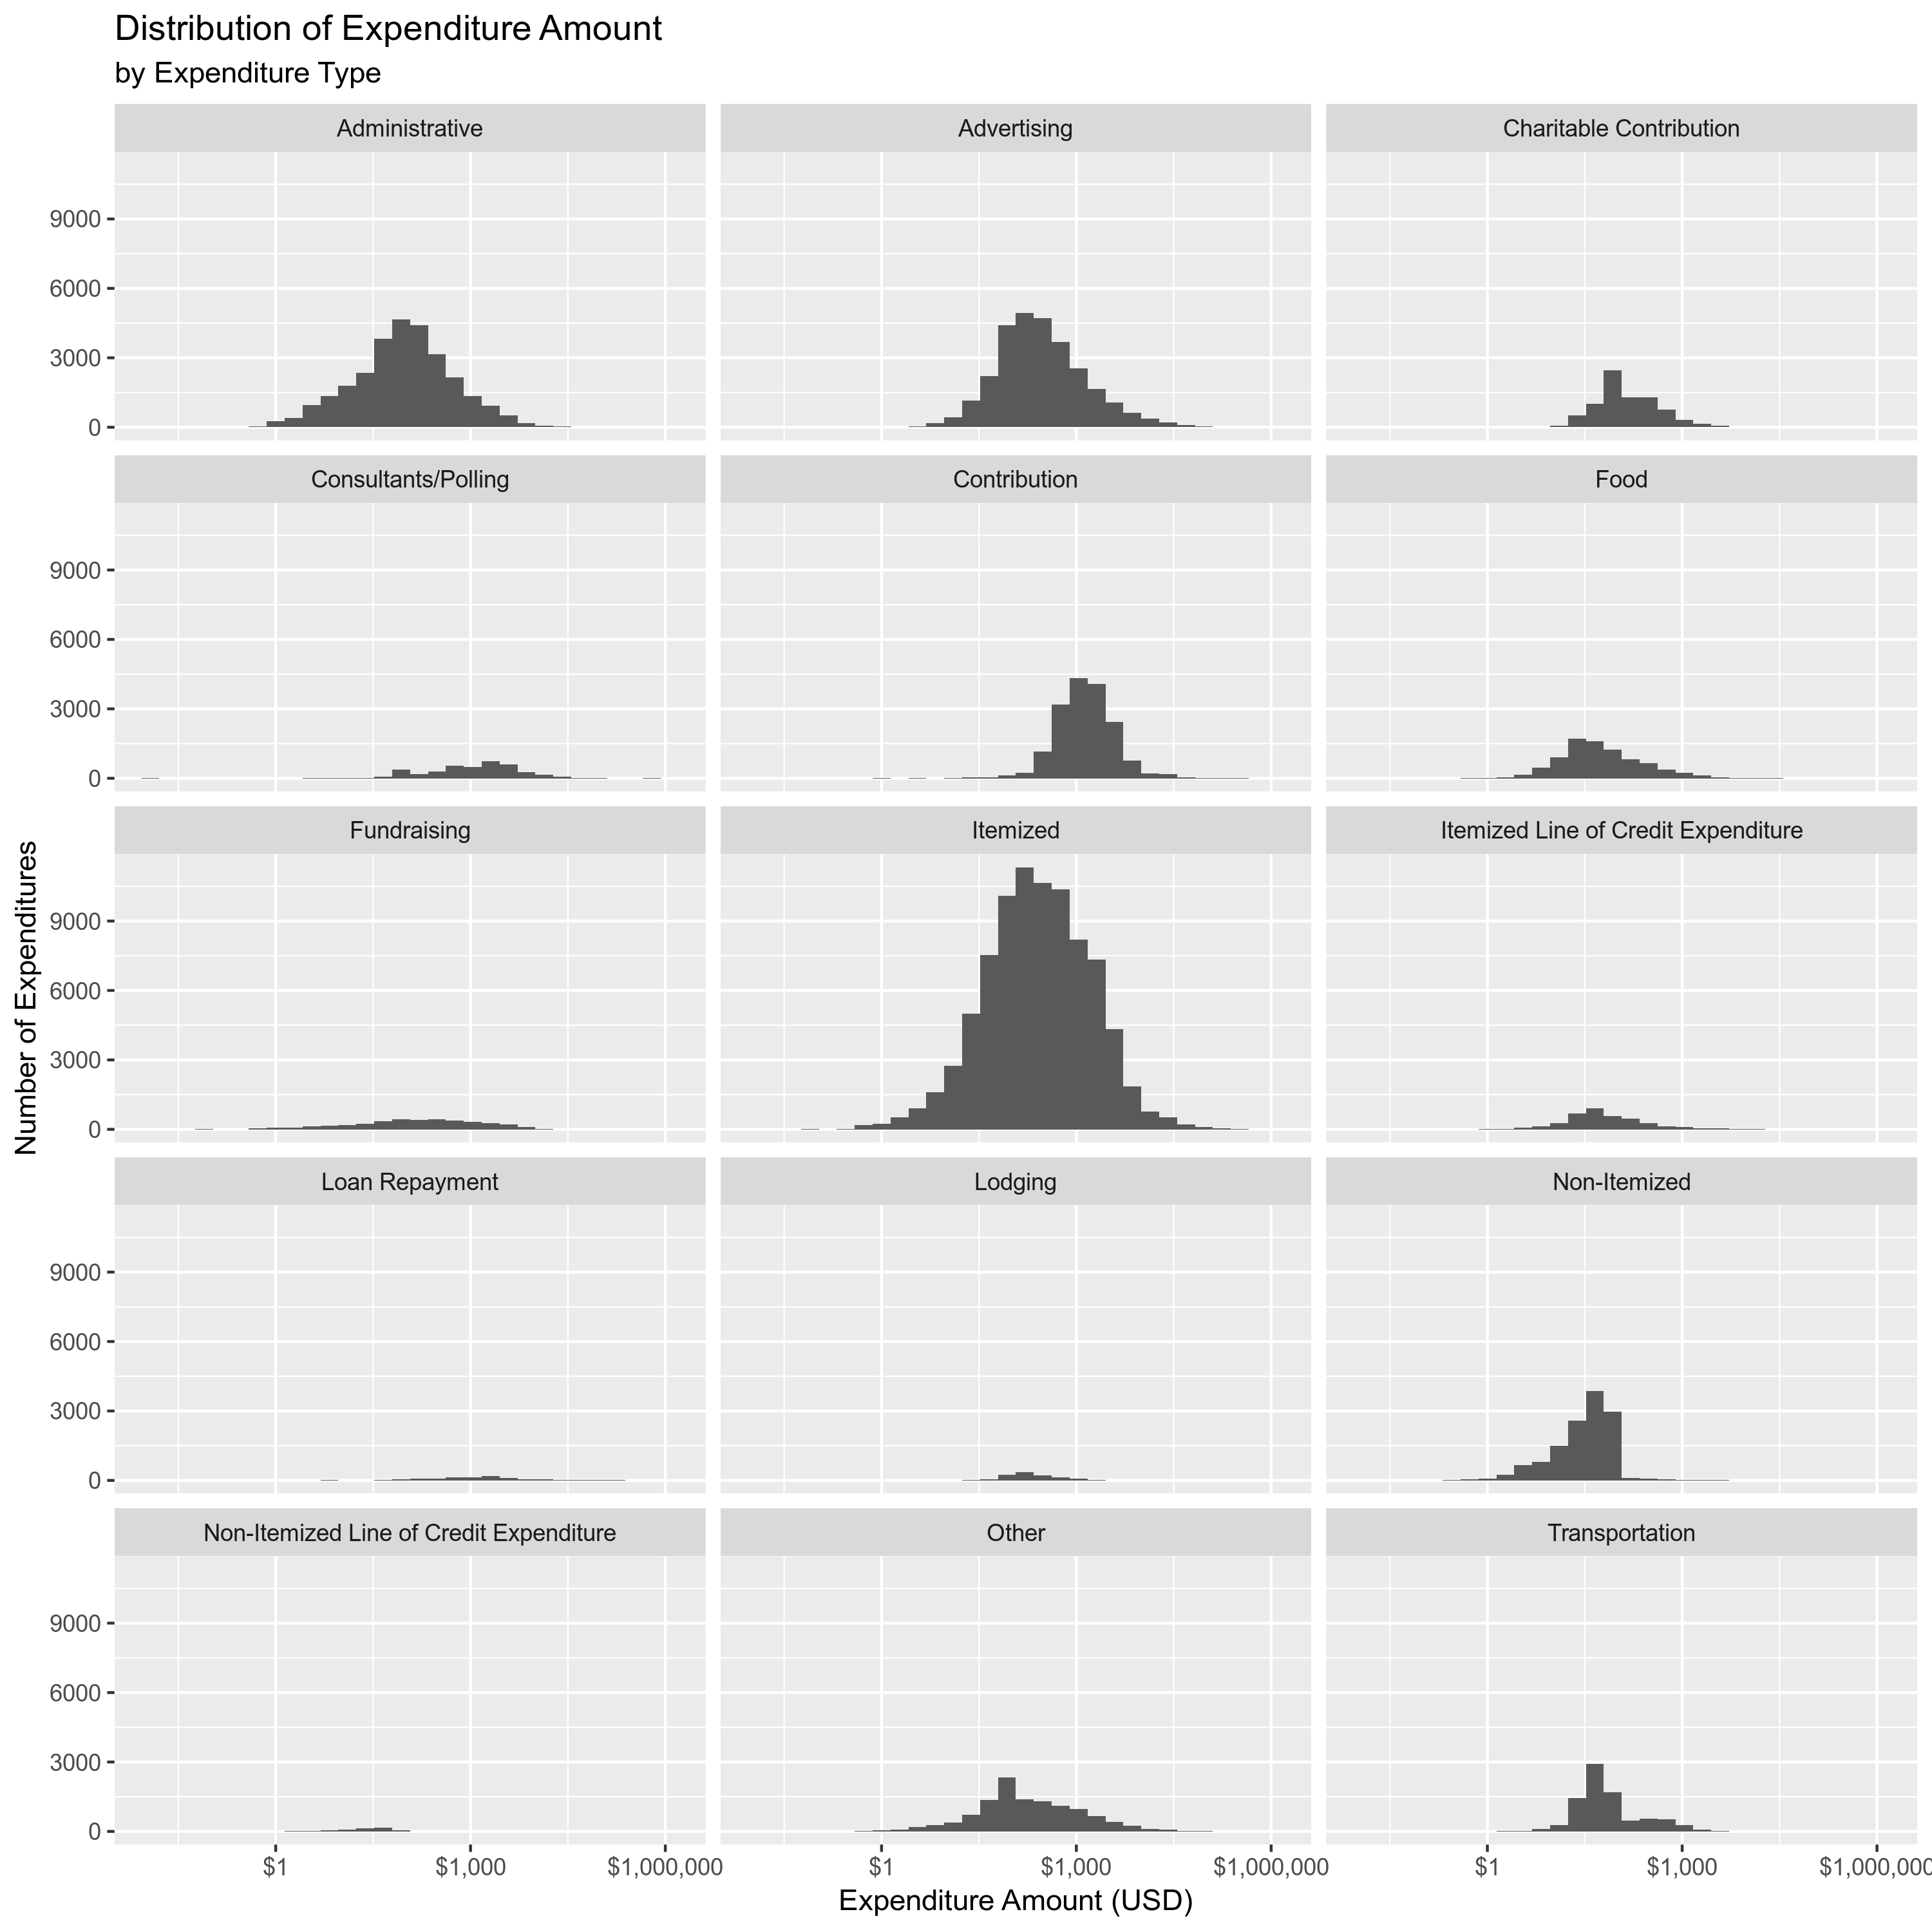 Distribution of Expenditure Amount
by Expenditure Type
Administrative
Advertising
Charitable Contribution
9000
6000
3000
0
Consultants/Polling
Contribution
Food
9000
6000
3000
0
Fundraising
Itemized
Itemized Line of Credit Expenditure
9000
6000
3000
0
Number of Expenditures
Loan Repayment
Lodging
Non-Itemized
9000
6000
3000
0
Non-Itemized Line of Credit Expenditure
Other
Transportation
9000
6000
3000
0
$1 $1,000 $1,000,000 $1 $1,000 $1,000,000 $1 $1,000 $1,000,000
Expenditure Amount (USD)